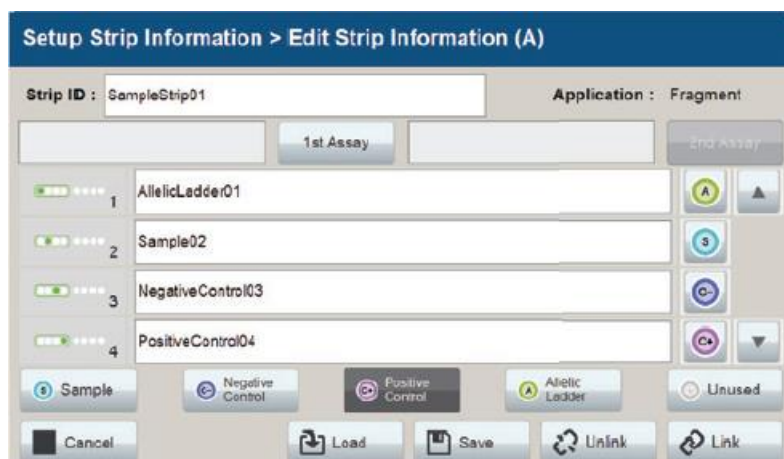 Setup Strip Information > Edit Strip Information (A)
Strip ID : SampleStrip01 Application : Fragment
1st Assay 2nd Assay
1 AllelicLadder01 A
2 Sample02 S
3 NegativeControl03 C-
4 PositiveControl04 C+
S Sample C- Negative Control C+ Positive Control A Allelic Ladder Unused
Cancel Load Save Unlink Link